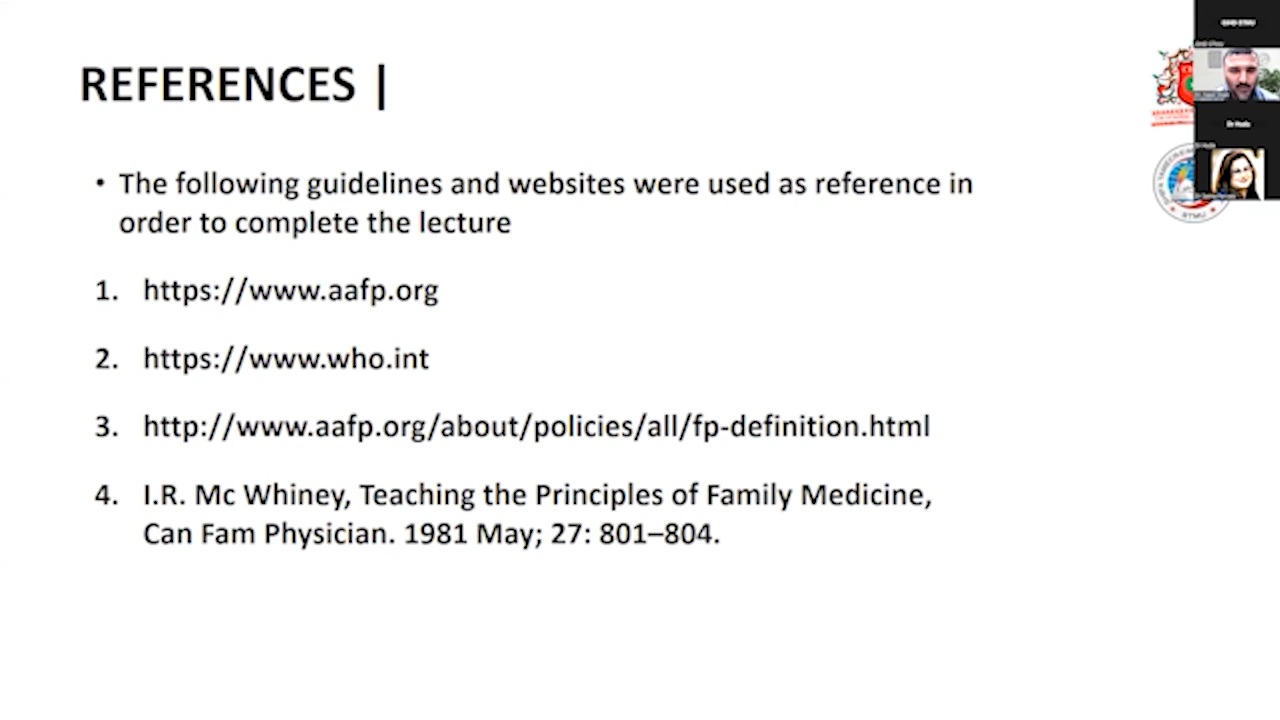 REFERENCES |
• The following guidelines and websites were used as reference in
order to complete the lecture
1. https://www.aafp.org
2. https://www.who.int
3. http://www.aafp.org/about/policies/all/fp-definition.html
4. I.R. Mc Whiney, Teaching the Principles of Family Medicine,
Can Fam Physician. 1981 May; 27: 801–804.
STMU